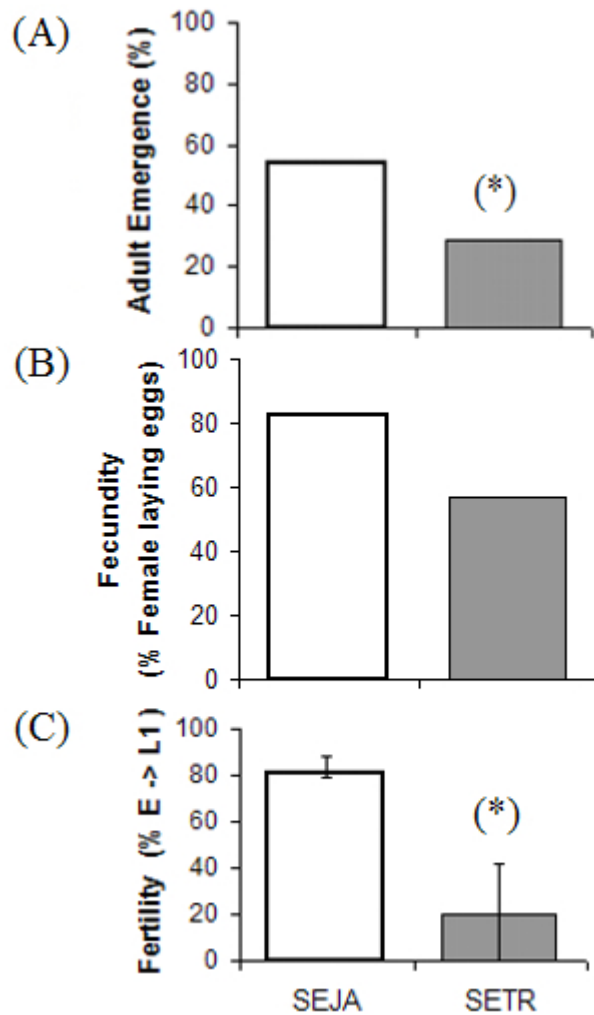 (A)
Adult Emergence (%)
100
80
60
40
20
0
(*)
(B)
Fecundity
(% Female laying eggs)
100
80
60
40
20
0
(C)
Fertility (% E -> L1)
100
80
60
40
20
0
(*)
SEJA SETR